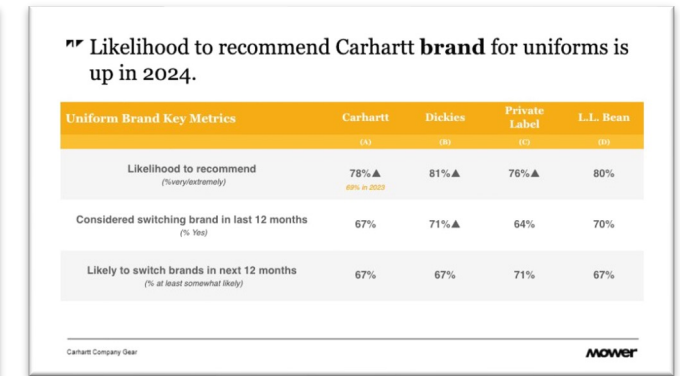 Likelihood to recommend Carhartt brand for uniforms is
up in 2024.
Uniform Brand Key Metrics Carhartt Dickies Private Label L.L. Bean
(A) (B) (C) (D)
Likelihood to recommend 78%▲ 81%▲ 76%▲ 80%
(%very/extremely) 69% in 2023
Considered switching brand in last 12 months 67% 71%▲ 64% 70%
(% Yes)
Likely to switch brands in next 12 months 67% 67% 71% 67%
(% at least somewhat likely)
Carhartt Company Gear mower